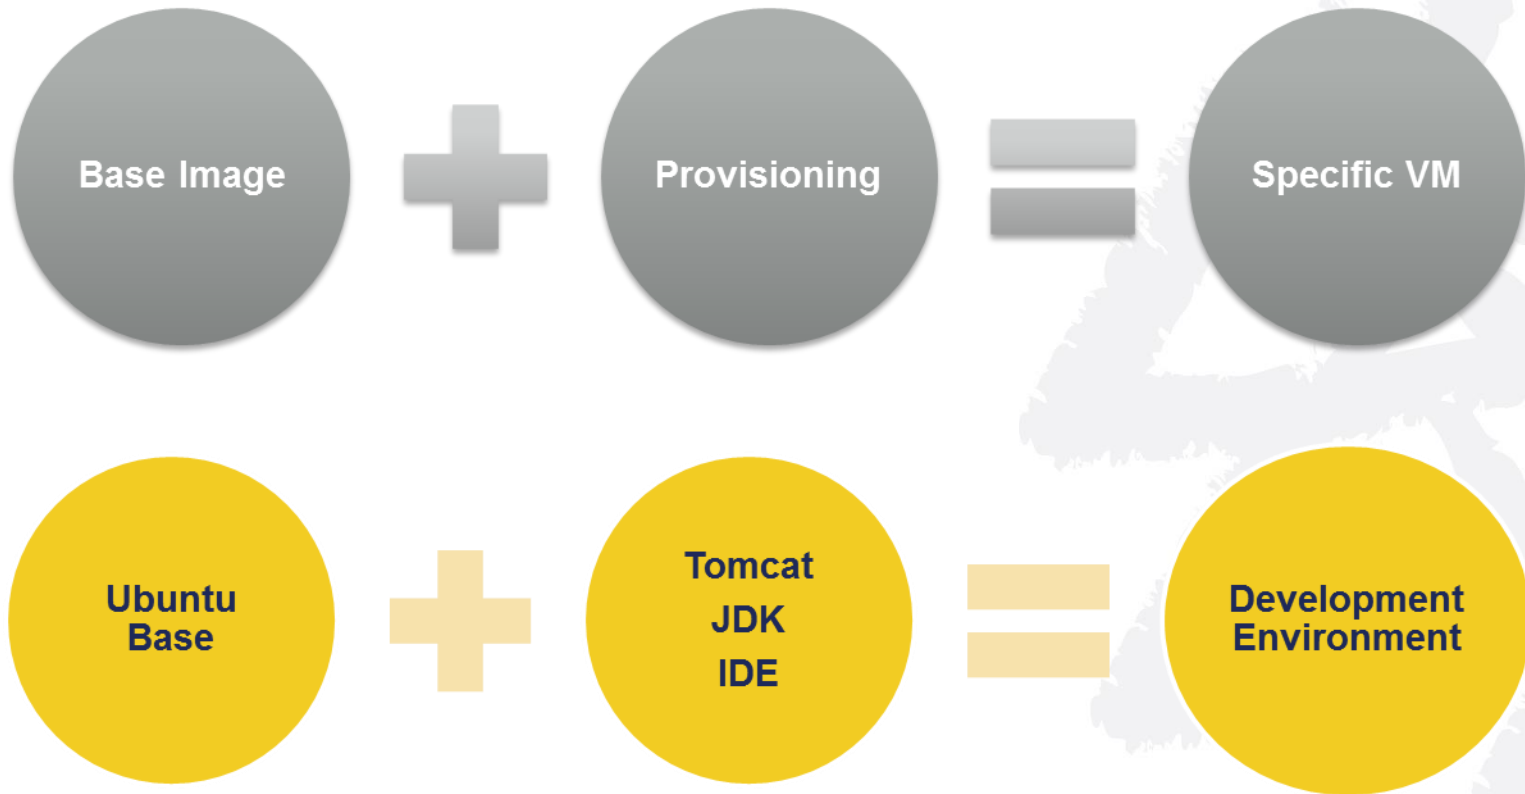 Base Image
Provisioning
Specific VM
Ubuntu
Base
Tomcat
JDK
IDE
Development
Environment